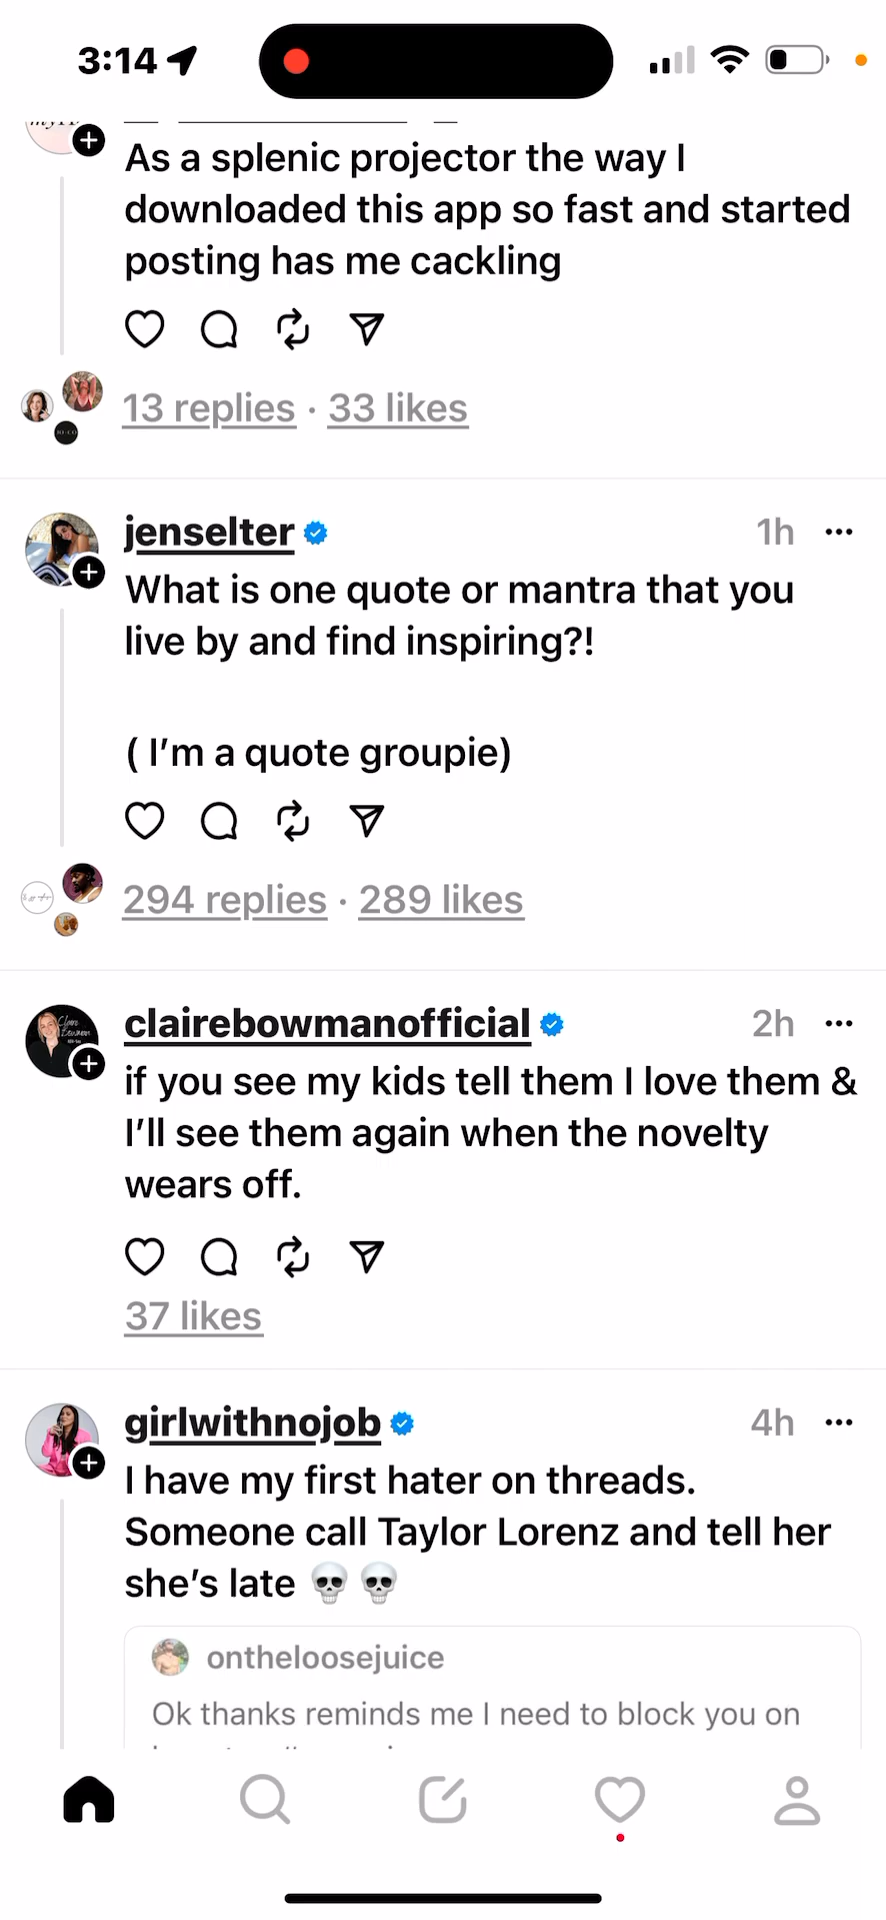 3:14
As a splenic projector the way I
downloaded this app so fast and started
posting has me cackling
13 replies · 33 likes
jenselter 1h
What is one quote or mantra that you
live by and find inspiring?!
( I'm a quote groupie)
294 replies · 289 likes
clairebowmanofficial 2h
if you see my kids tell them I love them &
I'll see them again when the novelty
wears off.
37 likes
girlwithnojob 4h
I have my first hater on threads.
Someone call Taylor Lorenz and tell her
she's late 💀 💀
ontheloosejuice
Ok thanks reminds me I need to block you on